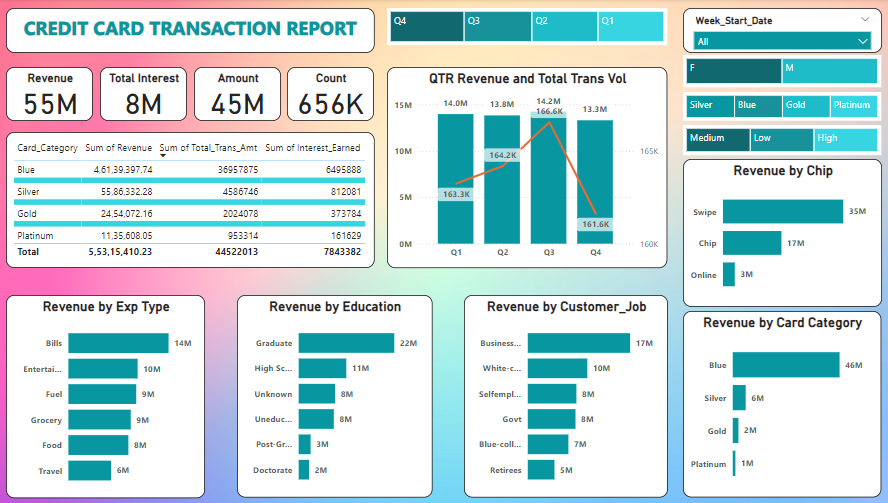 CREDIT CARD TRANSACTION REPORT
Q4 Q3 Q2 Q1
Week_Start_Date
All
F M
Silver Blue Gold Platinum
Medium Low High
Revenue
55M
Total Interest
8M
Amount
45M
Count
656K
Card_Category Sum of Revenue Sum of Total_Trans_Amt Sum of Interest_Earned
Blue 4,61,39,397.74 36957875 6495888
Silver 55,86,332.28 4586746 812081
Gold 24,54,072.16 2024078 373784
Platinum 11,35,608.05 953314 161629
Total 5,53,15,410.23 44522013 7843382
QTR Revenue and Total Trans Vol
15M 14.0M 13.8M 14.2M 13.3M
166.6K
10M 164.2K 165K
5M 163.3K
161.6K
0M 160K
Q1 Q2 Q3 Q4
Revenue by Chip
Swipe 35M
Chip 17M
Online 3M
Revenue by Exp Type
Bills 14M
Entertai... 10M
Fuel 9M
Grocery 9M
Food 8M
Travel 6M
Revenue by Education
Graduate 22M
High Sc... 11M
Unknown 8M
Uneduc... 8M
Post-Gr... 3M
Doctorate 2M
Revenue by Customer_Job
Business... 17M
White-c... 10M
Selfempl... 8M
Govt 8M
Blue-coll... 7M
Retirees 5M
Revenue by Card Category
Blue 46M
Silver 6M
Gold 2M
Platinum 1M